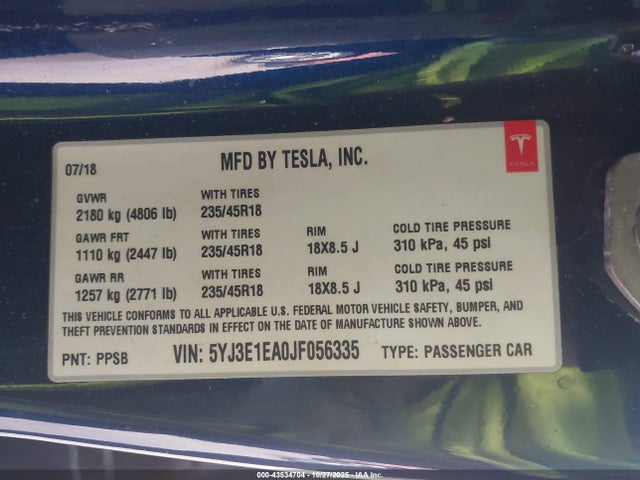 07/18 MFD BY TESLA, INC.
TESLA
GVWR WITH TIRES
2180 kg (4806 lb) 235/45R18
GAWR FRT WITH TIRES RIM COLD TIRE PRESSURE
1110 kg (2447 lb) 235/45R18 18X8.5 J 310 kPa, 45 psi
GAWR RR WITH TIRES RIM COLD TIRE PRESSURE
1257 kg (2771 lb) 235/45R18 18X8.5 J 310 kPa, 45 psi
THIS VEHICLE CONFORMS TO ALL APPLICABLE U.S. FEDERAL MOTOR VEHICLE SAFETY, BUMPER, AND
THEFT PREVENTION STANDARDS IN EFFECT ON THE DATE OF MANUFACTURE SHOWN ABOVE.
PNT: PPSB VIN: 5YJ3E1EA0JF056335 TYPE: PASSENGER CAR
000-43534704 - 10/27/2025 - IAA Inc.